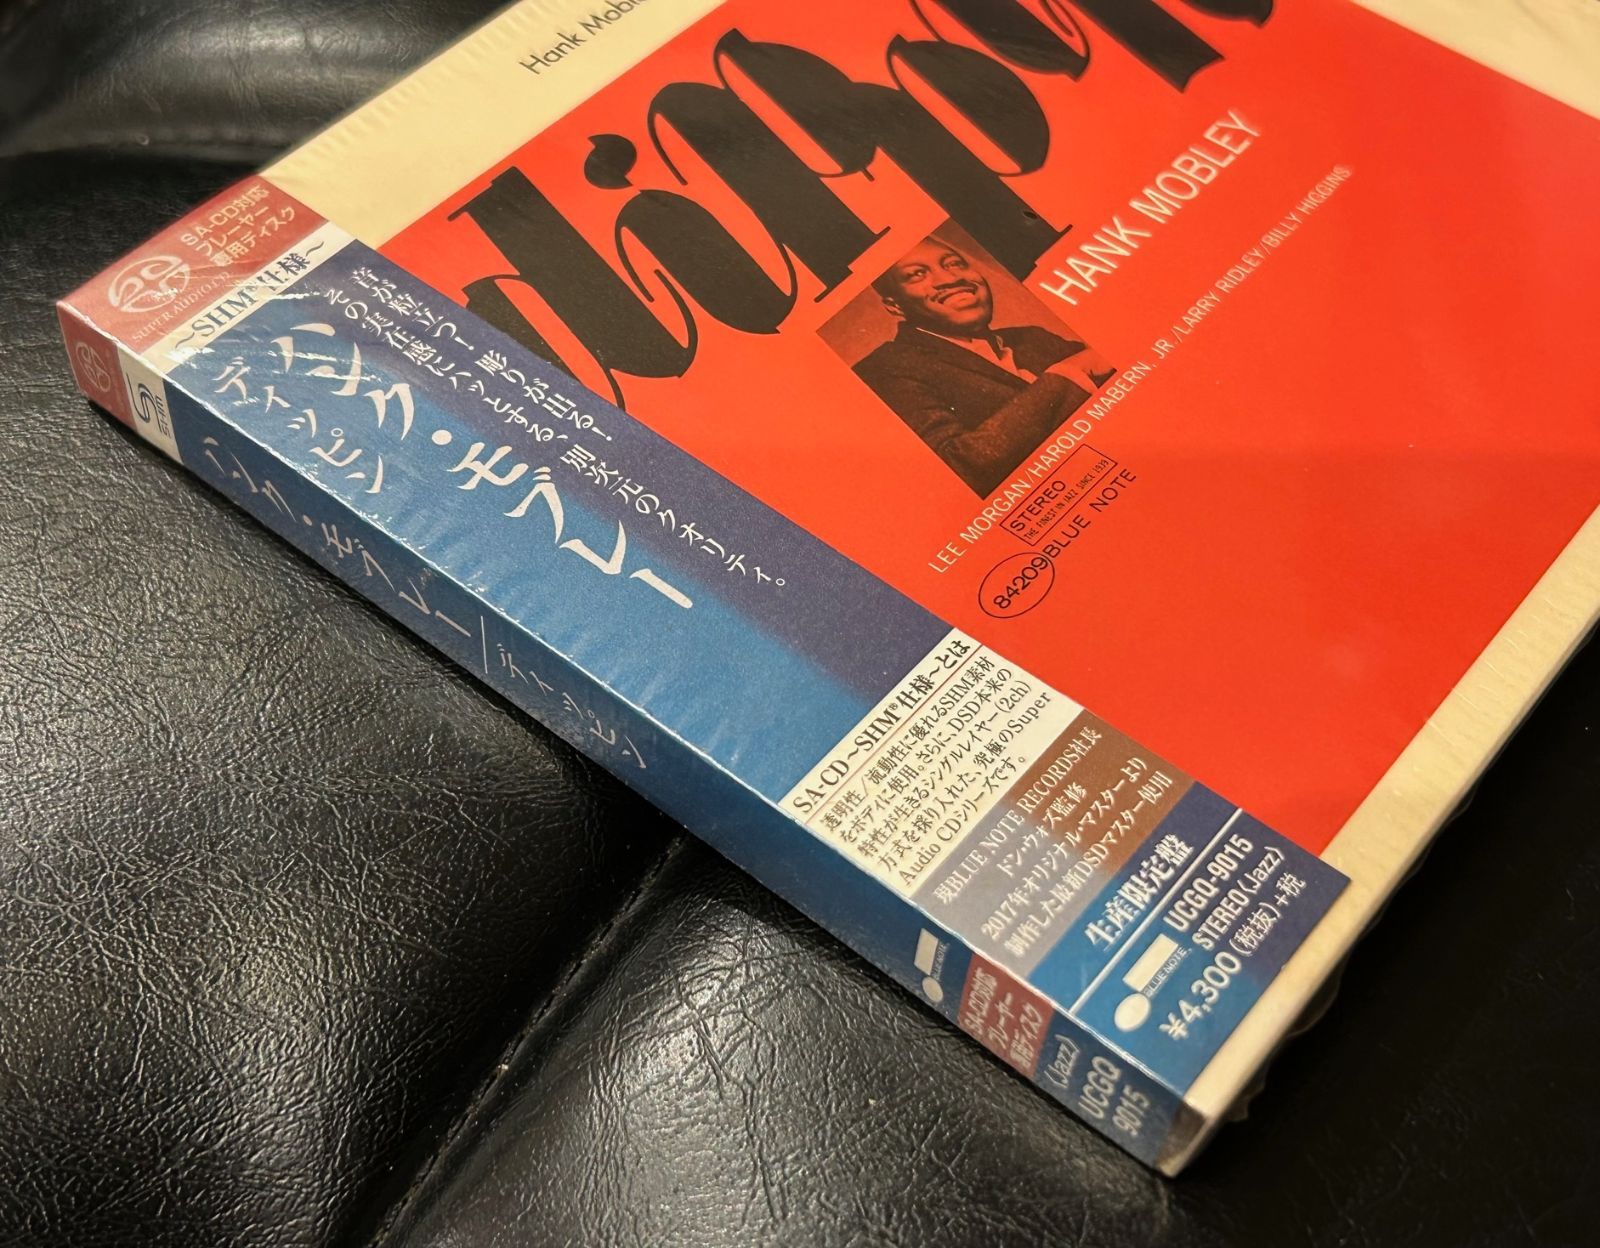 Hank Mobl
dippi
HANK MOBLEY
LEE MORGAN/HAROLD MABERN, JR./LARRY RIDLEY/BILLY HIGGINS
STEREO
THE FINEST IN JAZZ SINCE 1939
84209 BLUE NOTE
SA-CD対応
プレーヤー
専用ディスク
SUPER AUDIO CD
～SHM®仕様～
音が粒立つ！彫りが出る！
その実在感にハッとする、別次元のクオリティ。
ハンク・モブレー
ディッピン
SA-CD～SHM®仕様～とは
透明性/流動性に優れるSHM素材
をボディに使用。さらに、DSD本来の
特性が生きるシングルレイヤー(2ch)
方式を採り入れた、究極のSuper
Audio CDシリーズです。
現BLUE NOTE RECORDS社長
ドン・ウォズ監修
2017年オリジナル・マスターより
制作した最新DSDマスター使用
生産限定盤
UCGQ-9015
STEREO(Jazz)
¥4,300(税抜)+税
BLUE NOTE
SHM
ハンク・モブレー/ディッピン
BLUE NOTE
SA-CD対応
プレーヤー
専用ディスク
(Jazz)
UCGQ
9015